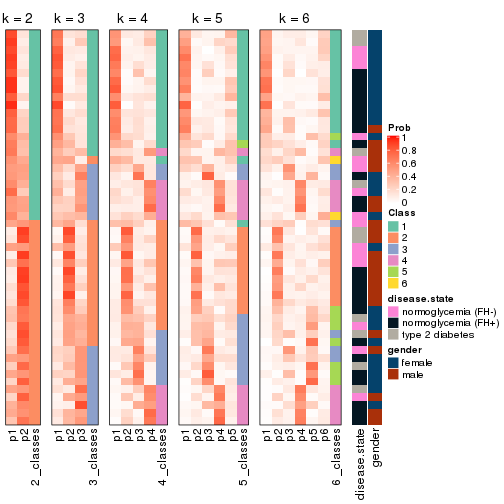 k = 2
k = 3
k = 4
k = 5
k = 6
Prob
1
0.8
0.6
0.4
0.2
0
Class
1
2
3
4
5
6
disease.state
normoglycemia (FH-)
normoglycemia (FH+)
type 2 diabetes
gender
female
male
p1
p2
2_classes
p1
p2
p3
3_classes
p1
p2
p3
p4
4_classes
p1
p2
p3
p4
p5
5_classes
p1
p2
p3
p4
p5
p6
6_classes
disease.state
gender